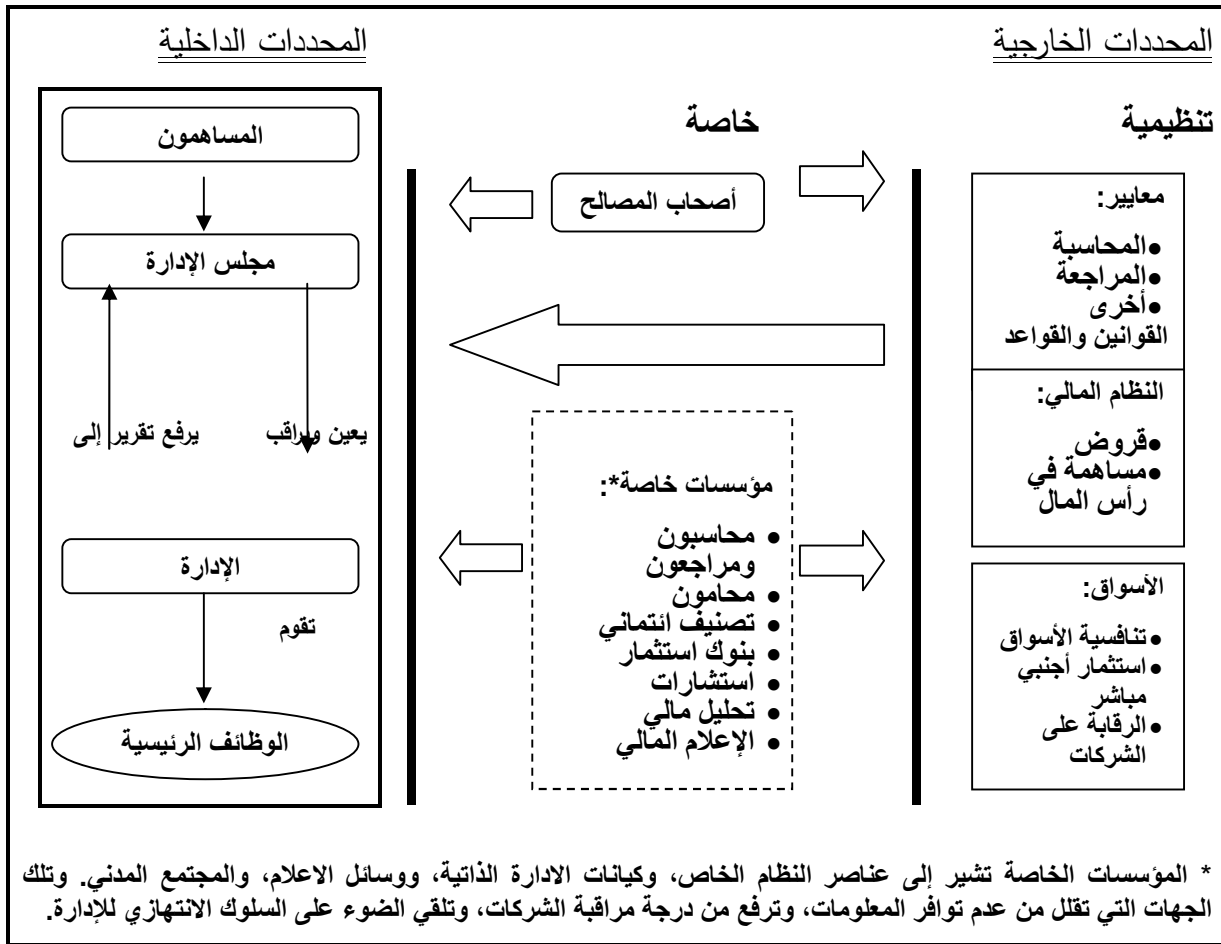 المحددات الخارجية
المحددات الداخلية
تنظيمية
خاصة
معايير:
●المحاسبة
●المراجعة
●أخرى
القوانين والقواعد
النظام المالي:
●قروض
●مساهمة في
رأس المال
الأسواق:
●تنافسية الأسواق
●استثمار أجنبي
مباشر
●الرقابة على
الشركات
أصحاب المصالح
مؤسسات خاصة*:
● محاسبون
ومراجعون
● محامون
● تصنيف ائتماني
● بنوك استثمار
● استشارات
● تحليل مالي
● الإعلام المالي
المساهمون
مجلس الإدارة
يعين ويراقب
يرفع تقرير إلى
الإدارة
تقوم
الوظائف الرئيسية
* المؤسسات الخاصة تشير إلى عناصر النظام الخاص، وكيانات الادارة الذاتية، ووسائل الاعلام، والمجتمع المدني. وتلك
الجهات التي تقلل من عدم توافر المعلومات، وترفع من درجة مراقبة الشركات، وتلقي الضوء على السلوك الانتهازي للإدارة.